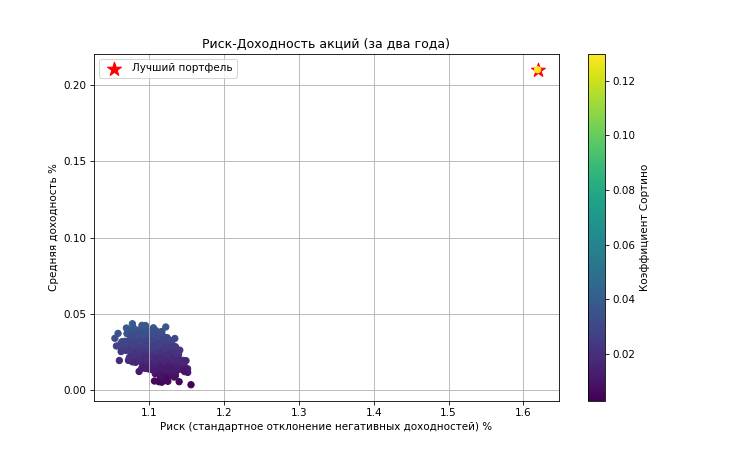 Риск-Доходность акций (за два года)
Лучший портфель
0.20
0.15
0.10
0.05
0.00
Средняя доходность %
1.1 1.2 1.3 1.4 1.5 1.6
Риск (стандартное отклонение негативных доходностей) %
0.12
0.10
0.08
0.06
0.04
0.02
Коэффициент Сортино